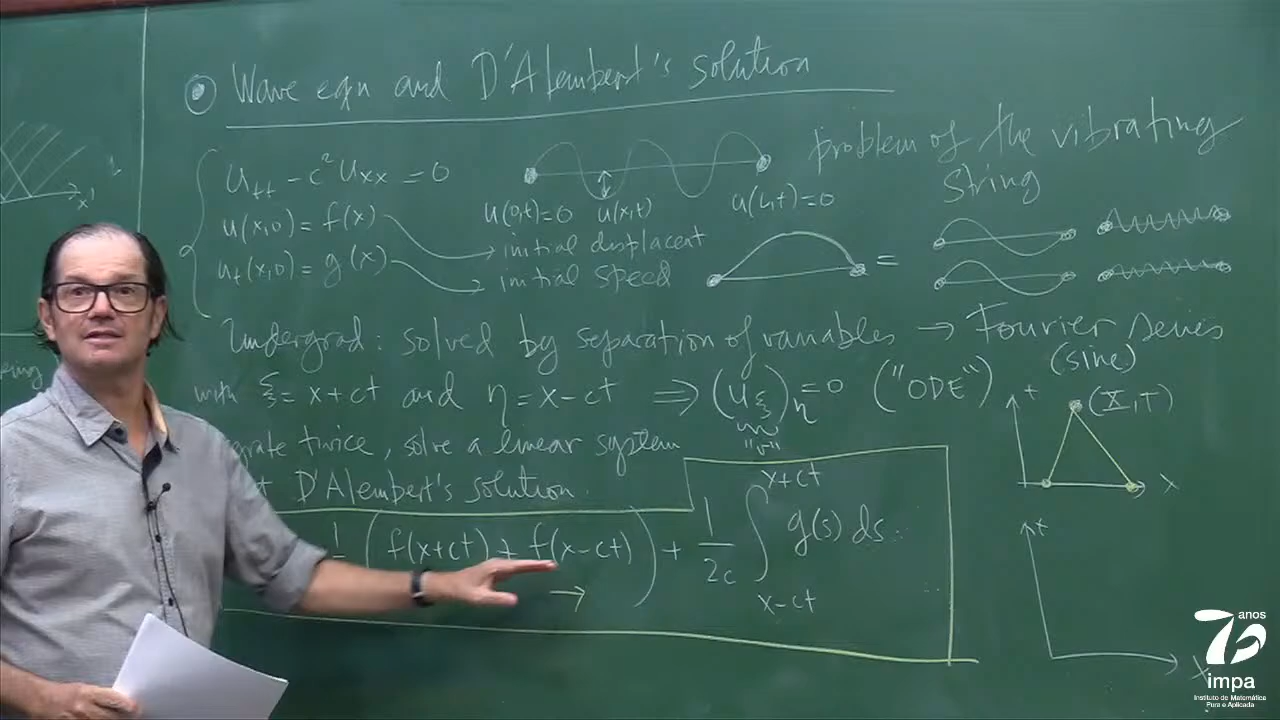 Wave eqn and D'Alembert's solution
problem of the vibrating string
u_tt - c² u_xx = 0
u(x,0) = f(x)
u_t(x,0) = g(x)
u(0,t)=0 u(x,t) u(L,t)=0
initial displacent
initial speed
=
Undergrad: solved by separation of variables → Fourier series
(sine)
with ξ = x+ct and η = x-ct ⇒ (u_ξ)_η = 0 ("ODE")
"v"
grate twice, solve a linear system
D'Alembert's solution
(f(x+ct) + f(x-ct)) + 1/2c ∫_{x-ct}^{x+ct} g(s) ds.
→
t
(X,T)
x
t
x
x
75 anos
impa
Instituto de Matemática
Pura e Aplicada